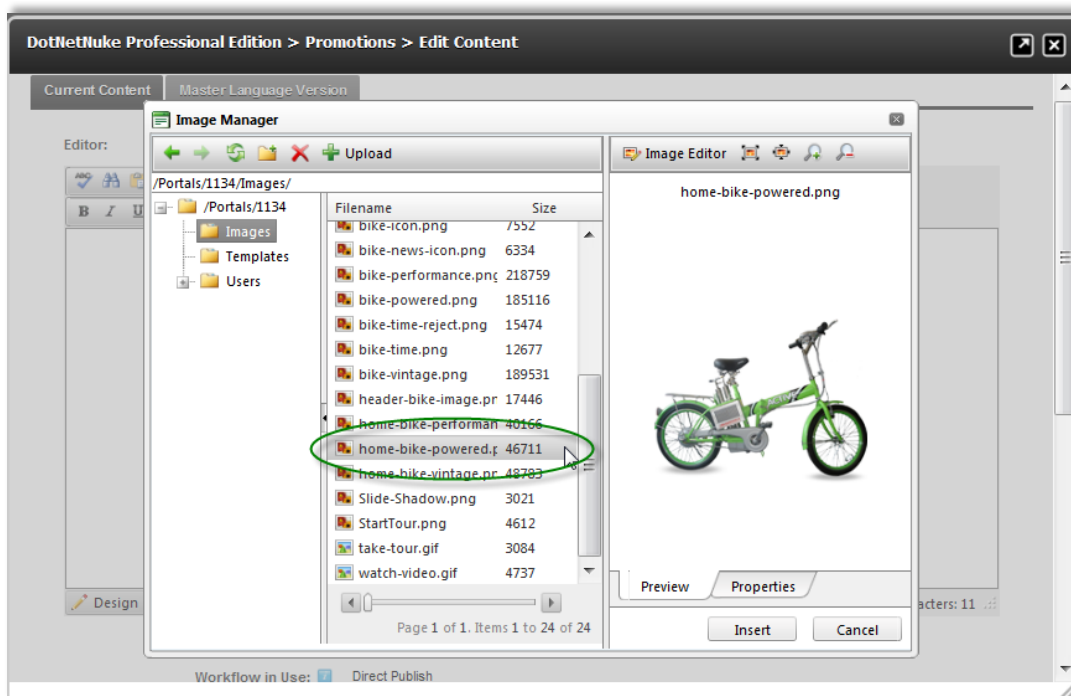 DotNetNuke Professional Edition > Promotions > Edit Content
Current Content Master Language Version
Image Manager
Editor:
Upload
Image Editor
/Portals/1134/Images/
home-bike-powered.png
ABC
B I U
/Portals/1134
Images
Templates
Users
Filename Size
bike-icon.png 7552
bike-news-icon.png 6334
bike-performance.png 218759
bike-powered.png 185116
bike-time-reject.png 15474
bike-time.png 12677
bike-vintage.png 189531
header-bike-image.pr 17446
home-bike-performan 40166
home-bike-powered.p 46711
home-bike-vintage.pr 48783
Slide-Shadow.png 3021
StartTour.png 4612
take-tour.gif 3084
watch-video.gif 4737
Page 1 of 1. Items 1 to 24 of 24
Preview Properties
Insert Cancel
Design
acters: 11
Workflow in Use: Direct Publish